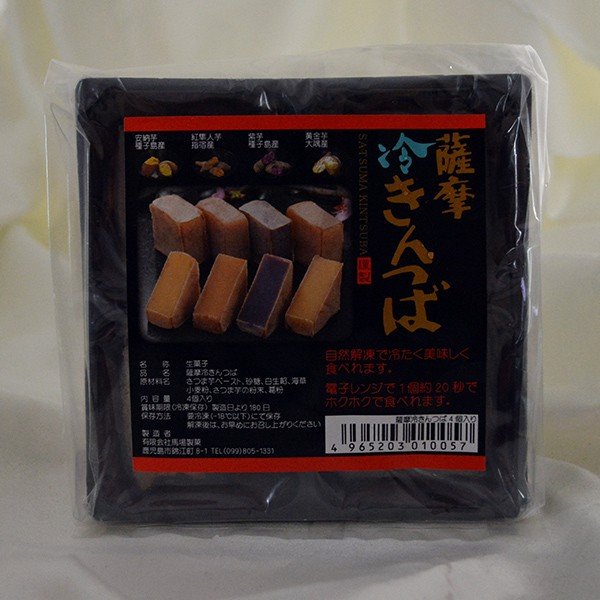 安納芋
種子島産
紅隼人芋
指宿産
紫芋
種子島産
黄金芋
大隅産
薩摩
冷きんつば
SATSUMA KINTSUBA
自然解凍で冷たく美味しく
食べれます。
電子レンジで1個約20秒で
ホクホクで食べれます。
名　称　生菓子
品　名　薩摩冷きんつば
原材料名　さつま芋ペースト、砂糖、白生餡、海草
小麦粉、さつま芋の粉末、葛粉
内 容 量　4個入り
賞味期限(冷凍保存)　製造日より180日
保存方法　要冷凍(-18℃以下)にて保存
解凍後は、お早めにお召し上がりください
製 造 者
有限会社馬場製菓
鹿児島市錦江町8-1 TEL(099)805-1331
薩摩冷きんつば 4個入り
4 965203 010057